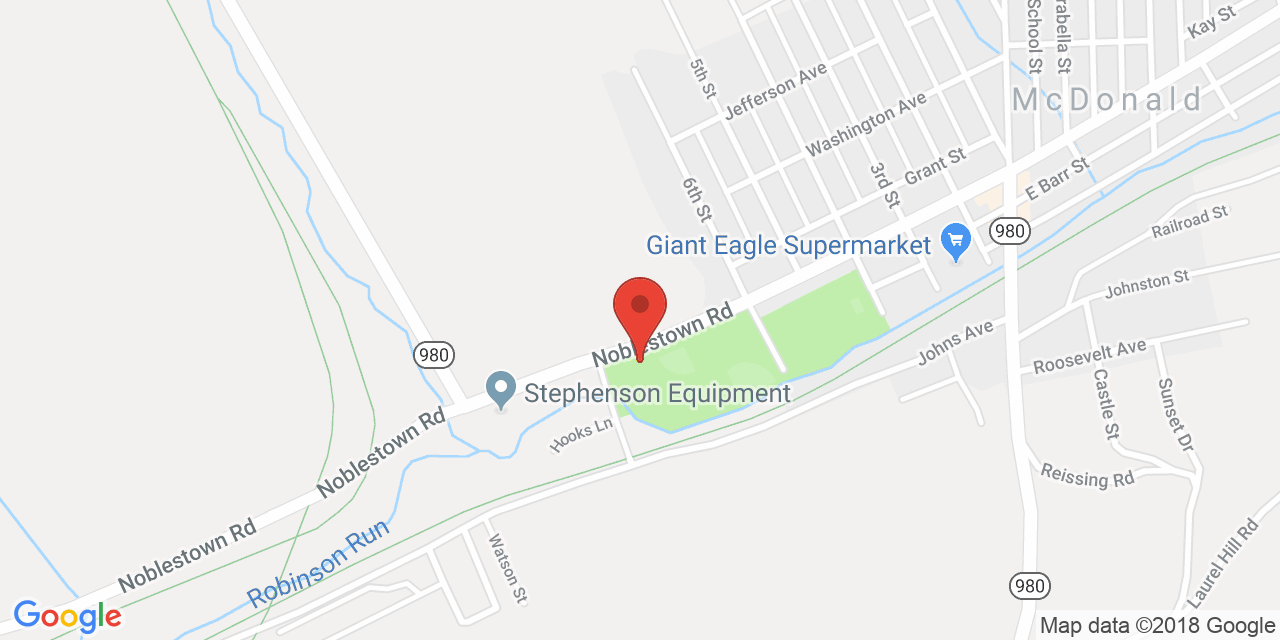 School St
rabella St
Kay St
5th St
Jefferson Ave
McDonald
Washington Ave
Grant St
3rd St
E Barr St
6th St
Railroad St
980
Giant Eagle Supermarket
Johnston St
Noblestown Rd
Johns Ave
980
Roosevelt Ave
Stephenson Equipment
Castle St
Sunset Dr
Noblestown Rd
Hooks Ln
Reissing Rd
Noblestown Rd
Robinson Run
Watson St
Laurel Hill Rd
980
Google
Map data ©2018 Google